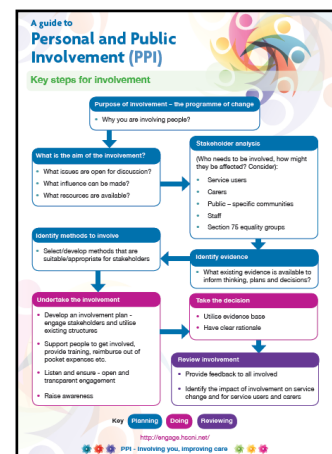 A guide to
Personal and Public
Involvement (PPI)
Key steps for involvement
Purpose of involvement – the programme of change
• Why you are involving people?
What is the aim of the involvement?
• What issues are open for discussion?
• What influence can be made?
• What resources are available?
Stakeholder analysis
(Who needs to be involved, how might
they be affected? Consider):
• Service users
• Carers
• Public – specific communities
• Staff
• Section 75 equality groups
Identify methods to involve
• Select/develop methods that are
suitable/appropriate for stakeholders
Identify evidence
• What existing evidence is available to
inform thinking, plans and decisions?
Undertake the involvement
• Develop an involvement plan -
engage stakeholders and utilise
existing structures
• Support people to get involved,
provide training, reimburse out of
pocket expenses etc.
• Listen and ensure - open and
transparent engagement
• Raise awareness
Take the decision
• Utilise evidence base
• Have clear rationale
Review involvement
• Provide feedback to all involved
• Identify the impact of involvement on service
change and for service users and carers
Key Planning Doing Reviewing
http://engage.hscni.net/
PPI - Involving you, improving care